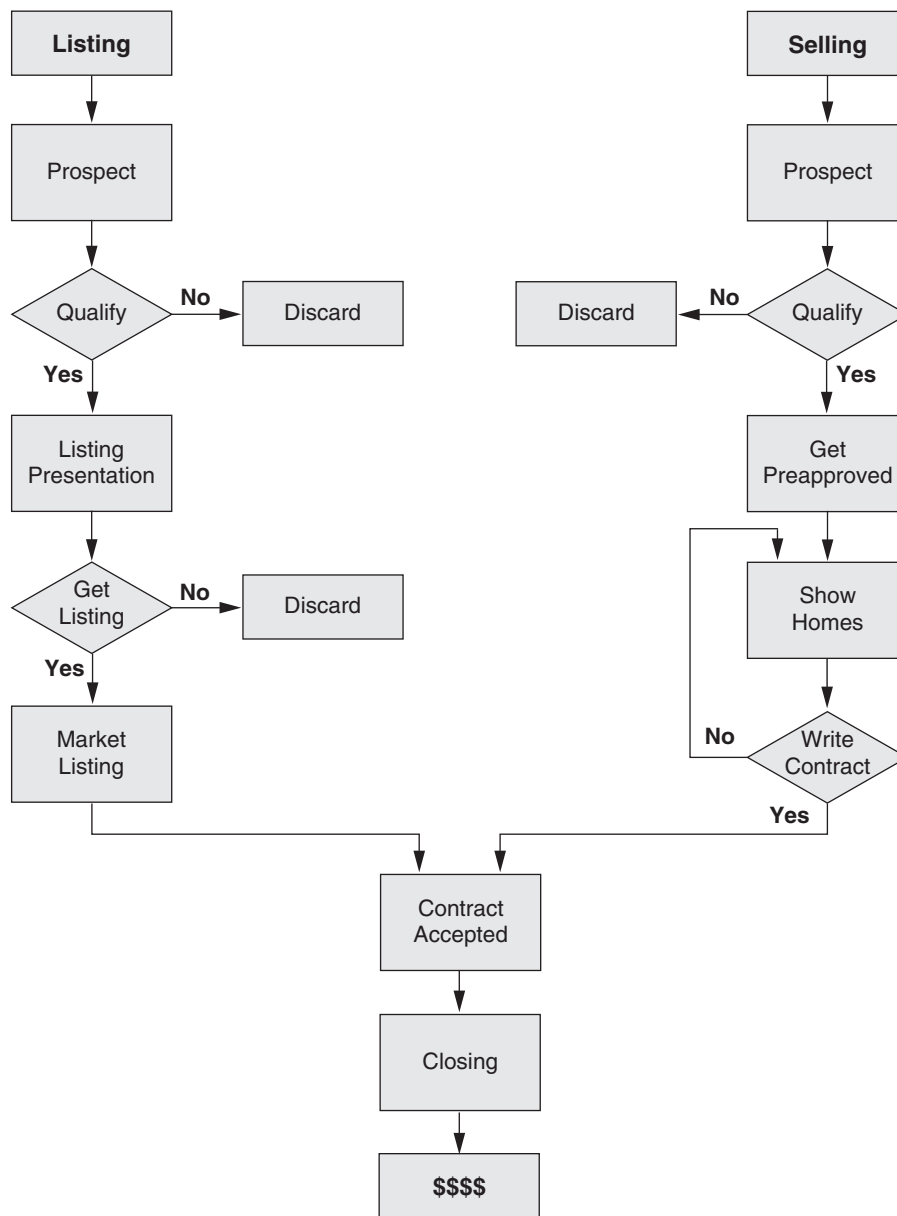 Listing
Prospect
Qualify
No
Discard
Yes
Listing
Presentation
Get
Listing
No
Discard
Yes
Market
Listing
Selling
Prospect
Qualify
No
Discard
Yes
Get
Preapproved
Show
Homes
Write
Contract
No
Yes
Contract
Accepted
Closing
$$$$